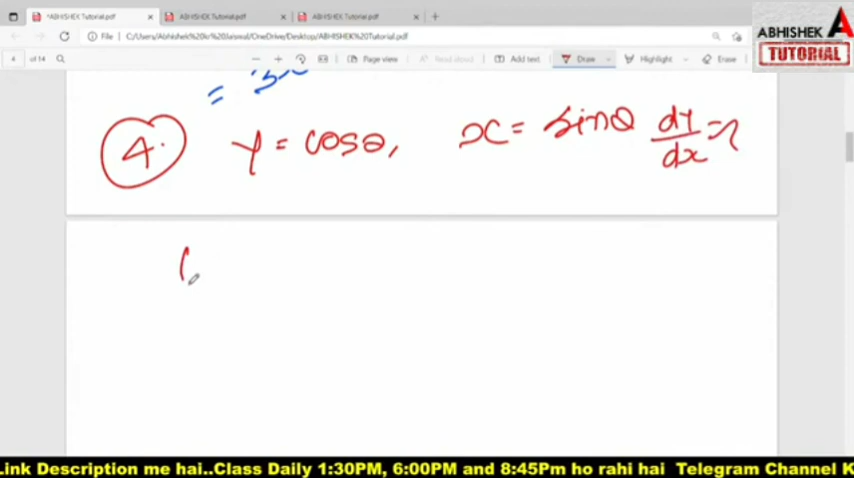 *ABHISHEK Tutorial.pdf
ABHISHEK Tutorial.pdf
ABHISHEK Tutorial.pdf
File C:/Users/Abhishek%20kr%20Jaiswal/OneDrive/Desktop/ABHISHEK%20Tutorial.pdf
4 of 14 Page view Read aloud Add text Draw Highlight Erase
ABHISHEK A
TUTORIAL
4. y = cosθ, x = sinθ dy/dx = ?
Link Description me hai..Class Daily 1:30PM, 6:00PM and 8:45Pm ho rahi hai Telegram Channel K